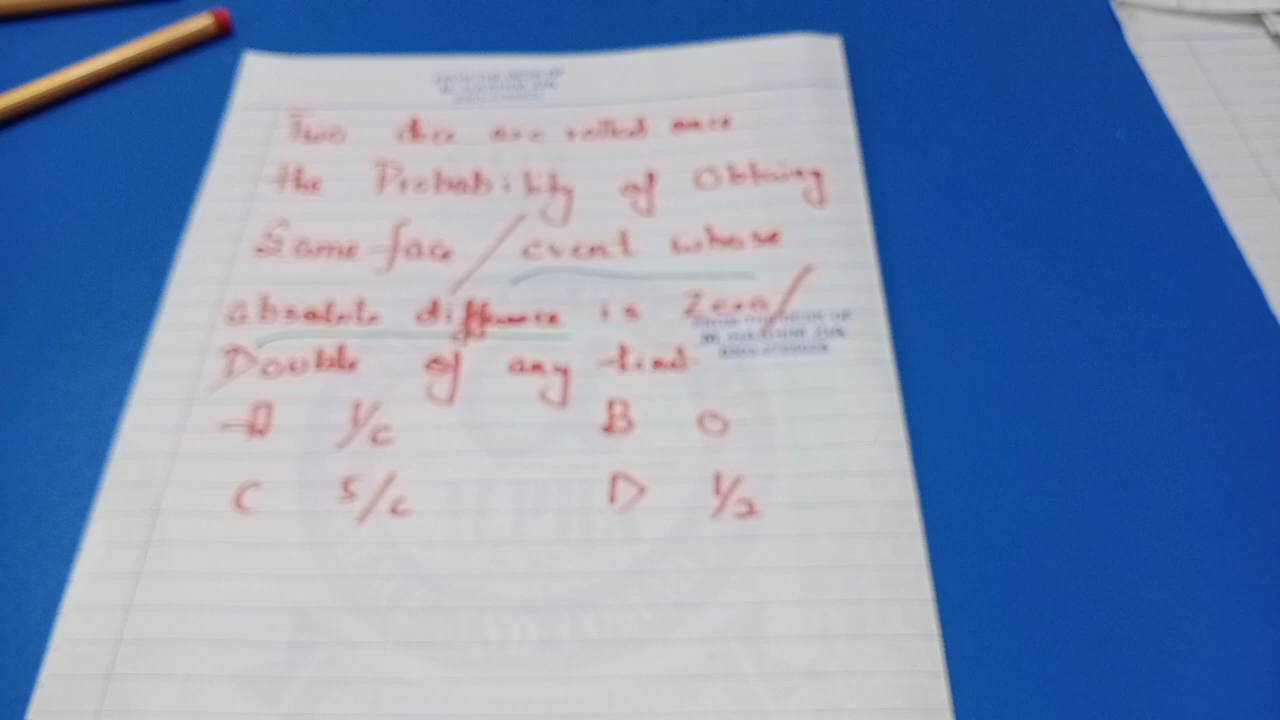 Two dice are rolled once
the Probability of Obtaing
Same face / event whose
absolute difference is Zero/
Double of any kind.
A 1/6 B 0
C 5/6 D 1/2